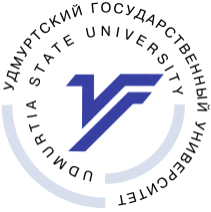 УДМУРТСКИЙ ГОСУДАРСТВЕННЫЙ УНИВЕРСИТЕТ
UDMURTIA STATE UNIVERSITY